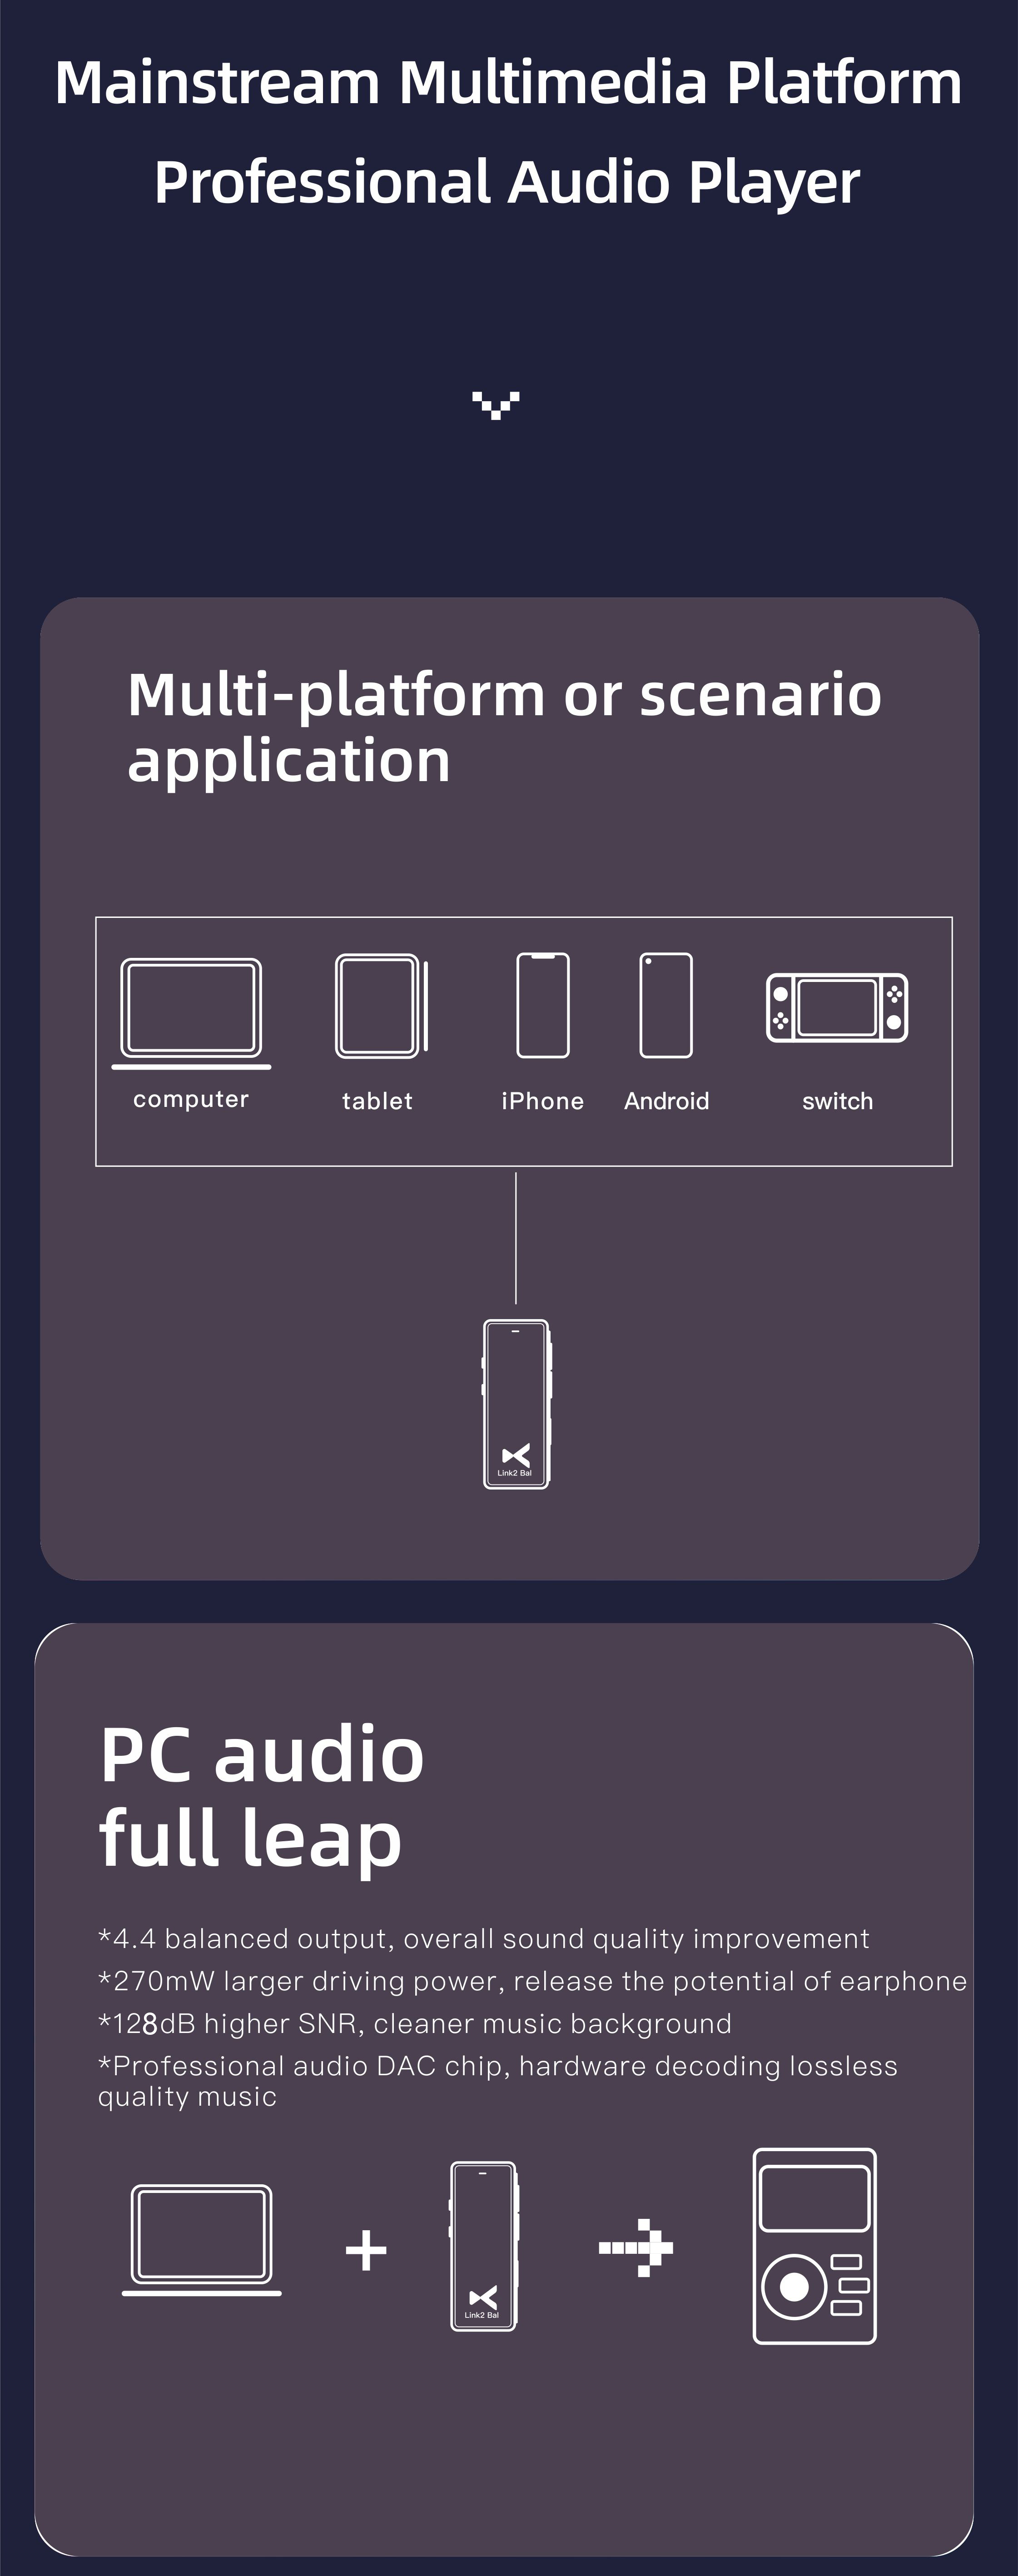 Mainstream Multimedia Platform
Professional Audio Player
Multi-platform or scenario
application
computer
tablet
iPhone
Android
switch
Link2 Bal
PC audio
full leap
*4.4 balanced output, overall sound quality improvement
*270mW larger driving power, release the potential of earphone
*128dB higher SNR, cleaner music background
*Professional audio DAC chip, hardware decoding lossless
quality music
Link2 Bal